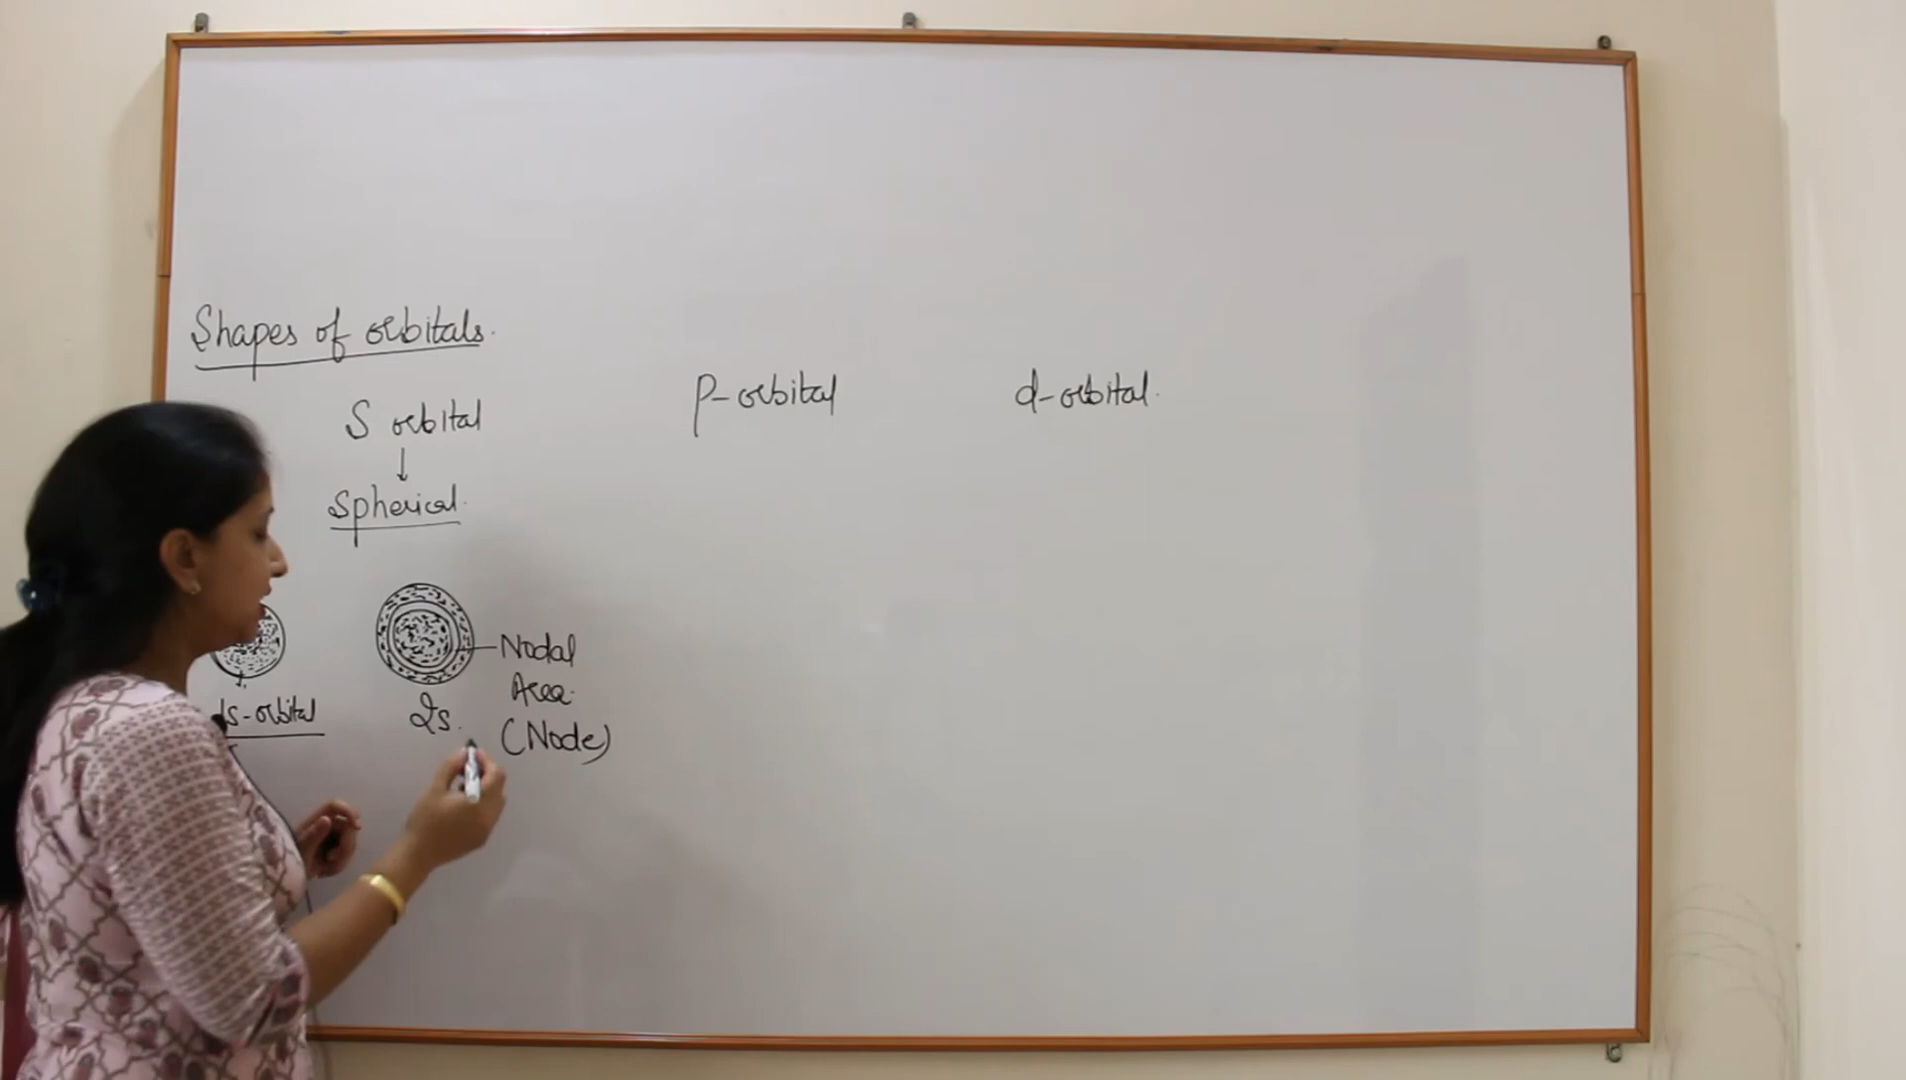 Shapes of orbitals.
S orbital
p-orbital
d-orbital.
Spherical.
Nodal
Area.
(Node)
s-orbital
2s.